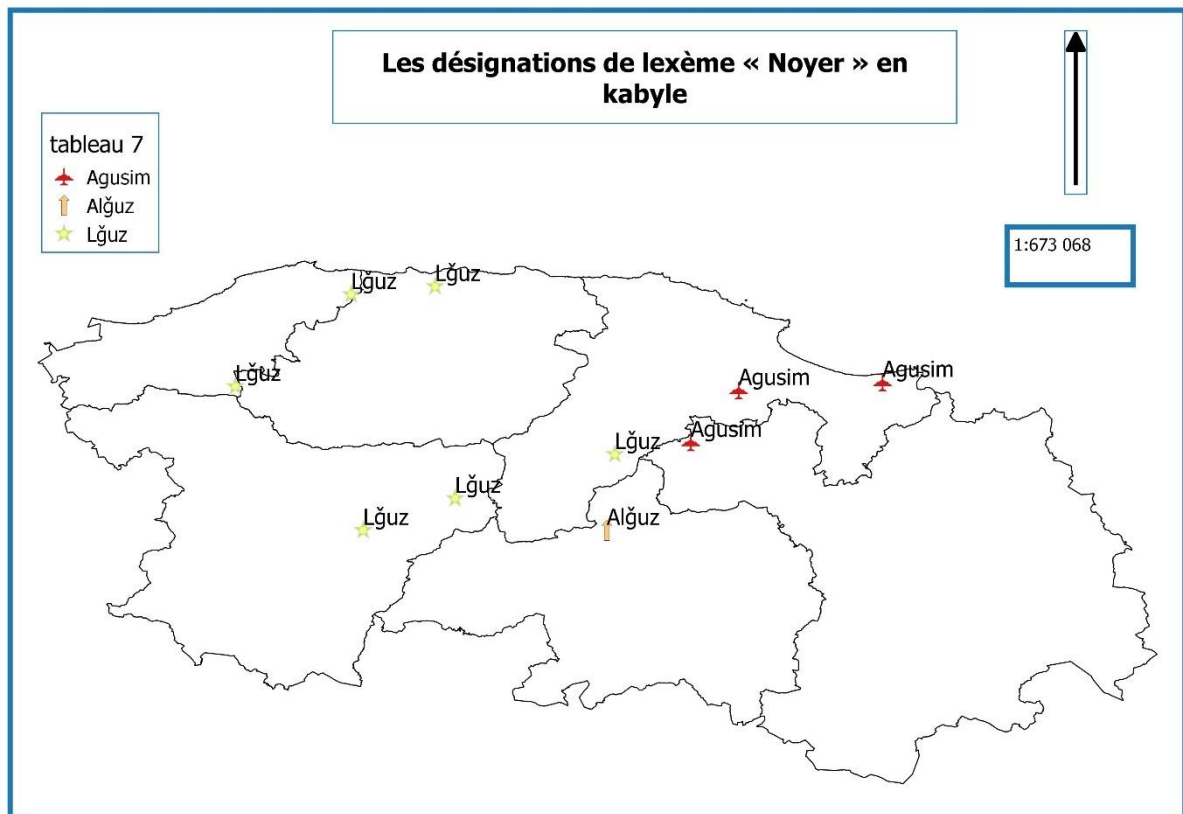 Les désignations de lexème « Noyer » en
kabyle
tableau 7
Agusim
Alğuz
Lğuz
1:673 068
Lğuz
Lğuz
Lğuz
Agusim
Agusim
Agusim
Lğuz
Lğuz
Lğuz
Alğuz